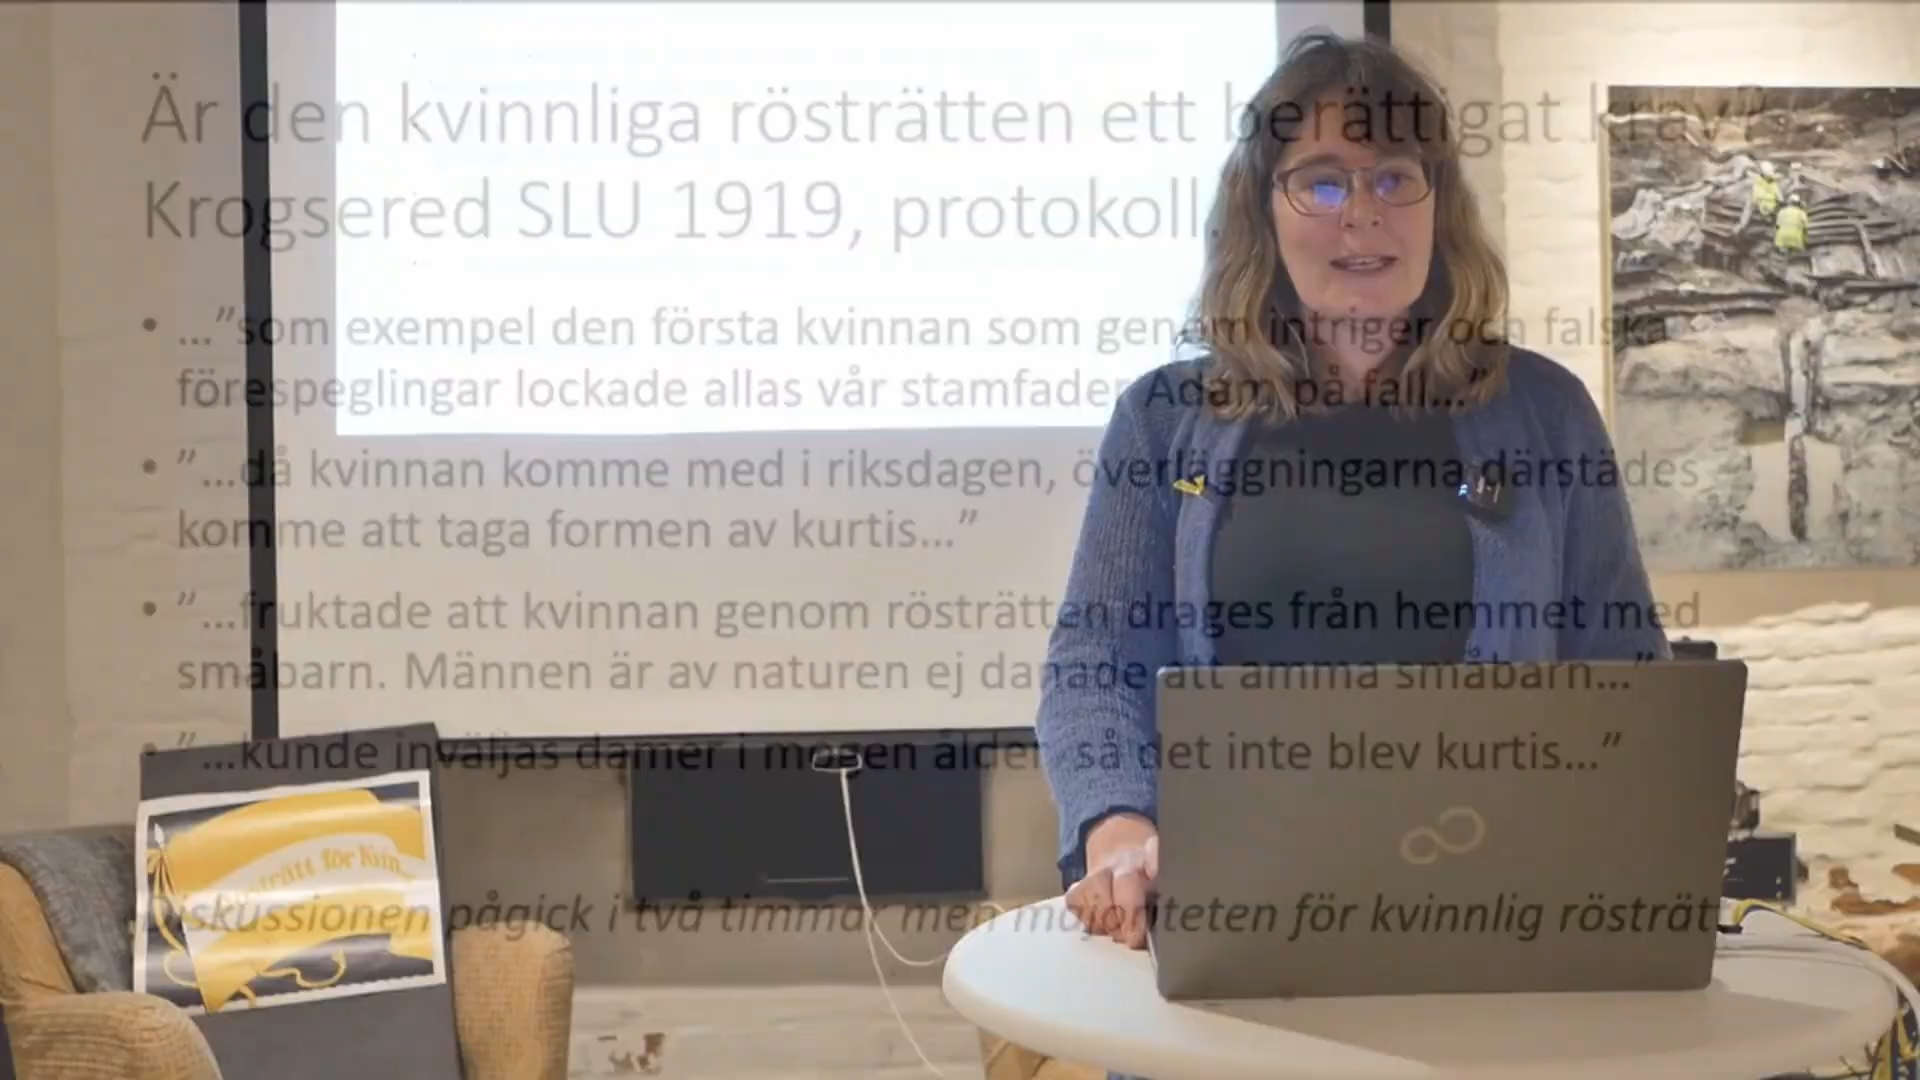 Är den kvinnliga rösträtten ett berättigat krav?
Krogsered SLU 1919, protokoll.
• ...”som exempel den första kvinnan som genom intriger och falska
förespeglingar lockade allas vår stamfader Adam på fall...”
• ”...då kvinnan komme med i riksdagen, överläggningarna därstädes
komme att taga formen av kurtis...”
• ”...fruktade att kvinnan genom rösträtten drages från hemmet med
småbarn. Männen är av naturen ej danade att amma småbarn...”
• ”...kunde inväljas damer i mogen ålder så det inte blev kurtis...”
Rösträtt för Kvin
Diskussionen pågick i två timmar men majoriteten för kvinnlig rösträtt